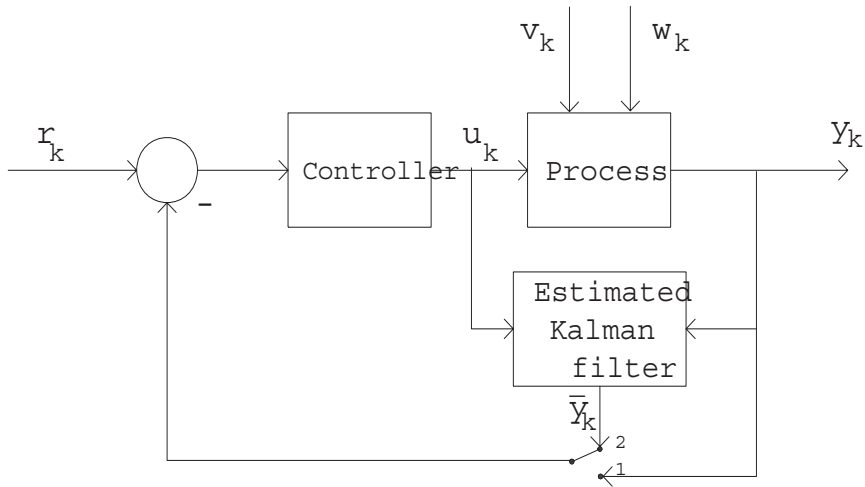 v_k w_k
r_k u_k y_k
- Controller Process
Estimated
Kalman
filter
ȳ_k
2
1